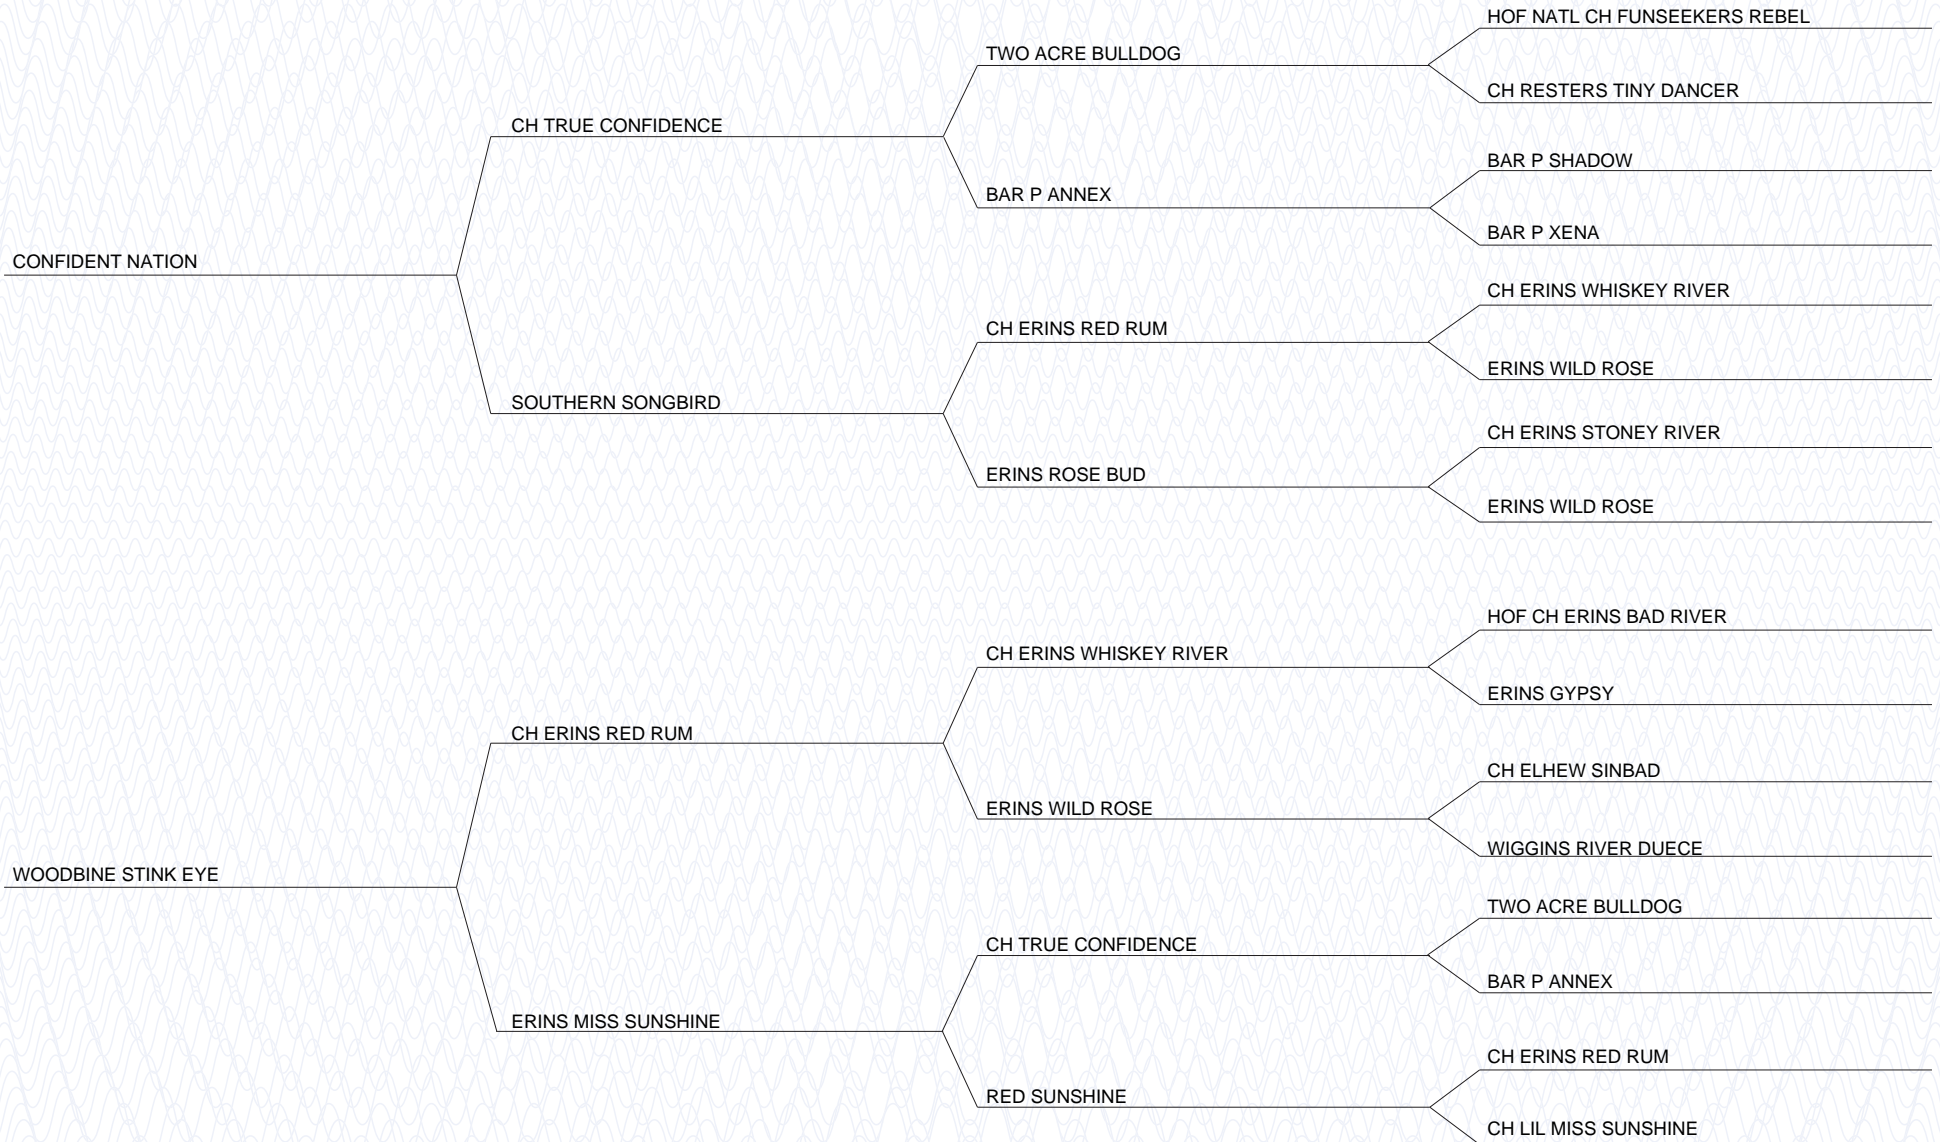 HOF NATL CH FUNSEEKERS REBEL
TWO ACRE BULLDOG
CH RESTERS TINY DANCER
CH TRUE CONFIDENCE
BAR P SHADOW
BAR P ANNEX
BAR P XENA
CONFIDENT NATION
CH ERINS WHISKEY RIVER
CH ERINS RED RUM
ERINS WILD ROSE
SOUTHERN SONGBIRD
CH ERINS STONEY RIVER
ERINS ROSE BUD
ERINS WILD ROSE
HOF CH ERINS BAD RIVER
CH ERINS WHISKEY RIVER
ERINS GYPSY
CH ERINS RED RUM
CH ELHEW SINBAD
ERINS WILD ROSE
WIGGINS RIVER DUECE
WOODBINE STINK EYE
TWO ACRE BULLDOG
CH TRUE CONFIDENCE
BAR P ANNEX
ERINS MISS SUNSHINE
CH ERINS RED RUM
RED SUNSHINE
CH LIL MISS SUNSHINE